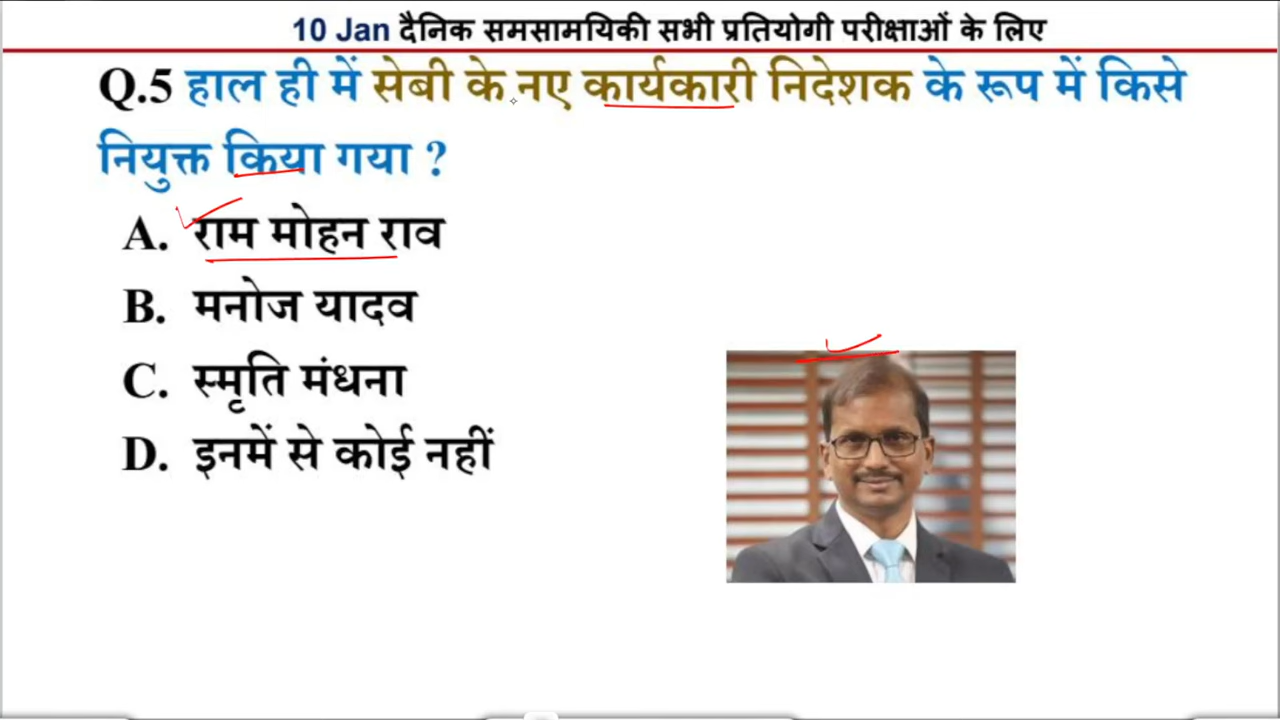 10 Jan दैनिक समसामयिकी सभी प्रतियोगी परीक्षाओं के लिए
Q.5 हाल ही में सेबी के नए कार्यकारी निदेशक के रूप में किसे
नियुक्त किया गया ?
A. राम मोहन राव
B. मनोज यादव
C. स्मृति मंधना
D. इनमें से कोई नहीं